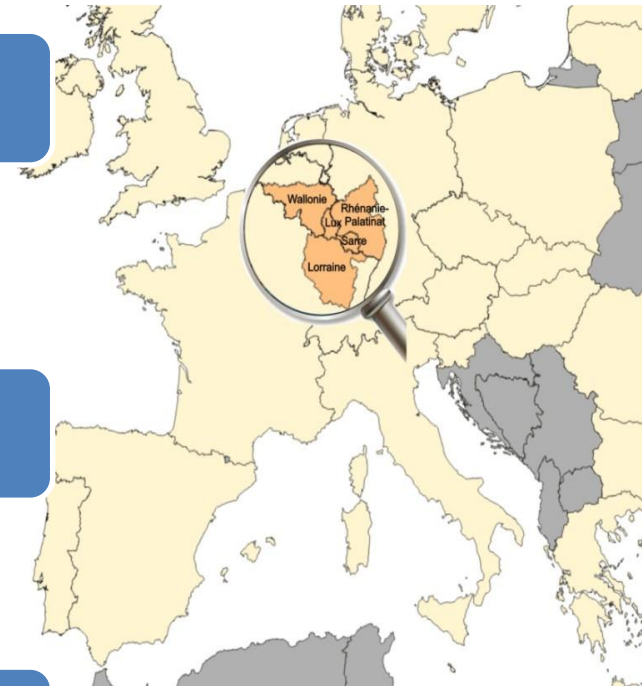 Wallonie
Rhénanie-
Lux Palatinat
Sarre
Lorraine